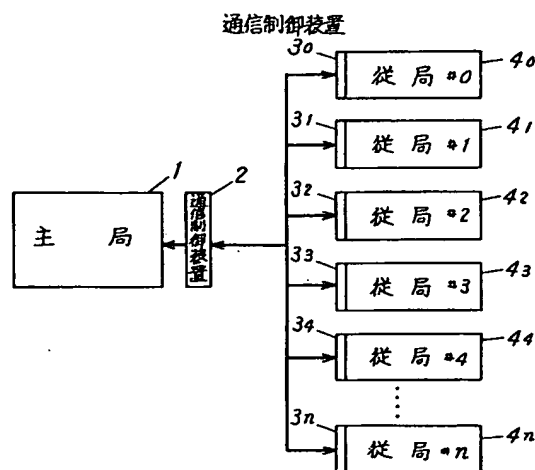 通信制御装置
30 従局 #0 40
31 従局 #1 41
1 2 32 従局 #2 42
主局 通信制御装置
33 従局 #3 43
34 従局 #4 44
3n 従局 #n 4n